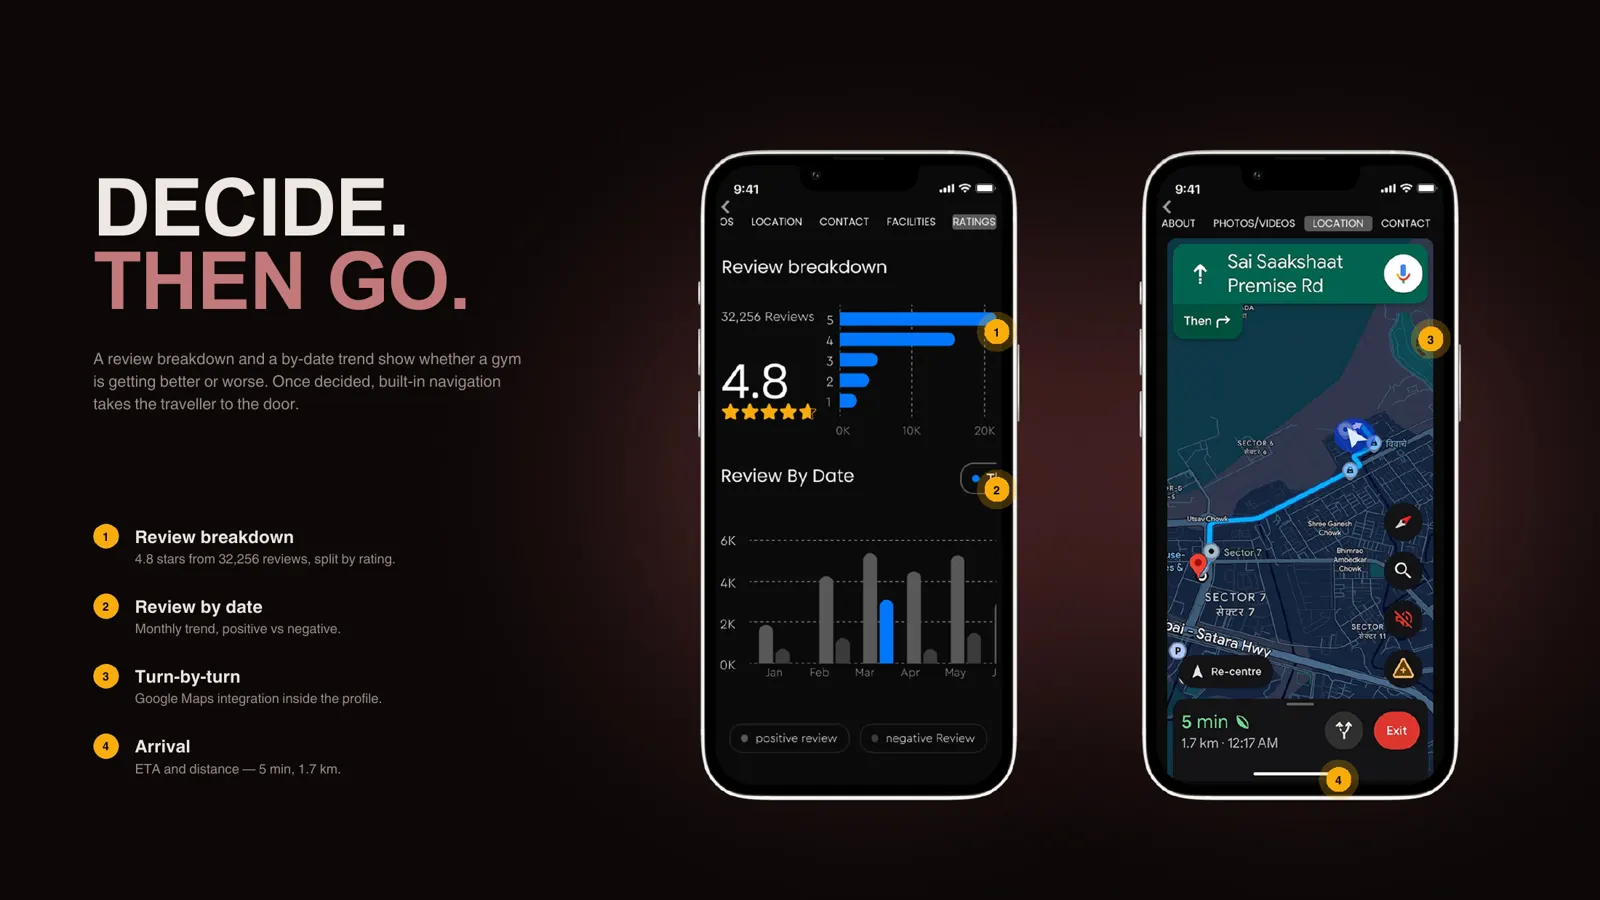 DECIDE.
THEN GO.
A review breakdown and a by-date trend show whether a gym
is getting better or worse. Once decided, built-in navigation
takes the traveller to the door.
1
Review breakdown
4.8 stars from 32,256 reviews, split by rating.
2
Review by date
Monthly trend, positive vs negative.
3
Turn-by-turn
Google Maps integration inside the profile.
4
Arrival
ETA and distance — 5 min, 1.7 km.
9:41
OS LOCATION CONTACT FACILITIES RATINGS
Review breakdown
32,256 Reviews
4.8
5
4
3
2
1
0K 10K 20K
1
Review By Date
2
6K
4K
2K
0K
Jan Feb Mar Apr May J
positive review negative Review
9:41
ABOUT PHOTOS/VIDEOS LOCATION CONTACT
Sai Saakshaat
Premise Rd
Then
3
SECTOR 6
सेक्टर ६
Utsav Chowk
Shree Ganesh
Chowk
Sector 7
Bhimrao
Ambedkar
Chowk
SECTOR 7
सेक्टर 7
SECTOR
सेक्टर 11
pai - Satara Hwy
P
Re-centre
5 min
1.7 km · 12:17 AM
Exit
4